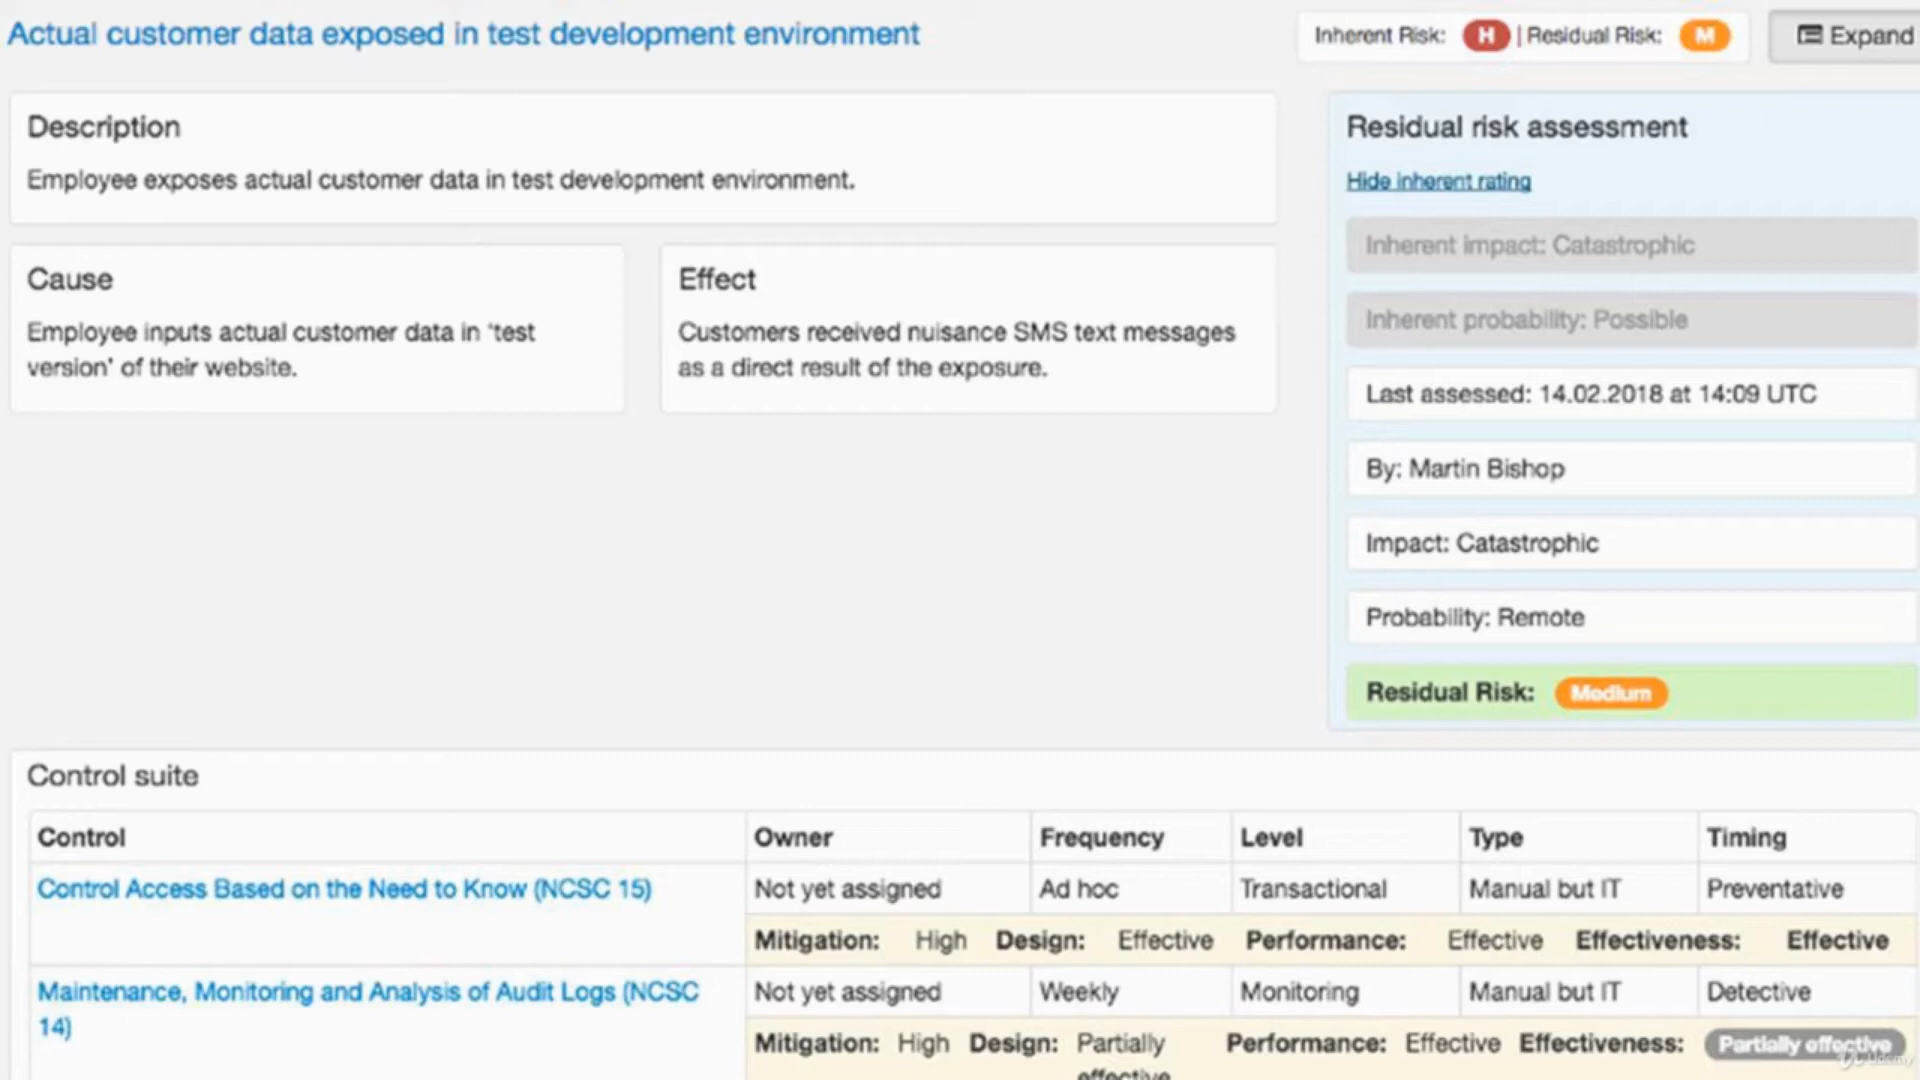 Actual customer data exposed in test development environment
Inherent Risk: H | Residual Risk: M
Expand
Description
Employee exposes actual customer data in test development environment.
Cause
Employee inputs actual customer data in 'test
version' of their website.
Effect
Customers received nuisance SMS text messages
as a direct result of the exposure.
Residual risk assessment
Hide inherent rating
Inherent impact: Catastrophic
Inherent probability: Possible
Last assessed: 14.02.2018 at 14:09 UTC
By: Martin Bishop
Impact: Catastrophic
Probability: Remote
Residual Risk: Medium
Control suite
Control Owner Frequency Level Type Timing
Control Access Based on the Need to Know (NCSC 15) Not yet assigned Ad hoc Transactional Manual but IT Preventative
Mitigation: High Design: Effective Performance: Effective Effectiveness: Effective
Maintenance, Monitoring and Analysis of Audit Logs (NCSC Not yet assigned Weekly Monitoring Manual but IT Detective
14)
Mitigation: High Design: Partially Performance: Effective Effectiveness: Partially effective
effective
Udemy